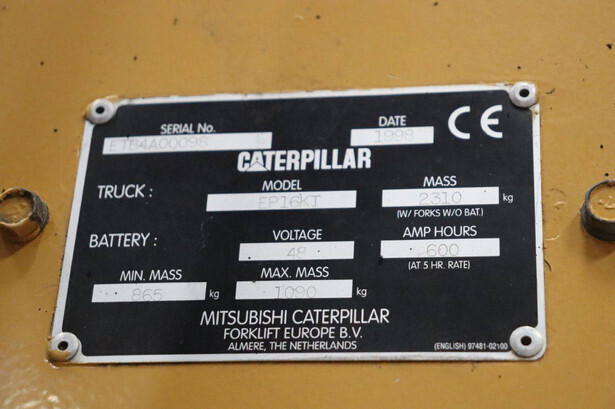 SERIAL No. DATE
ETB4A00098 1998 CE
CATERPILLAR
MODEL MASS
TRUCK : EP16KT 2310 kg
(W/ FORKS W/O BAT.)
BATTERY : VOLTAGE AMP HOURS
48 600
MIN. MASS MAX. MASS (AT 5 HR. RATE)
865 kg 1090 kg
MITSUBISHI CATERPILLAR
FORKLIFT EUROPE B.V.
ALMERE, THE NETHERLANDS (ENGLISH) 97481-02100